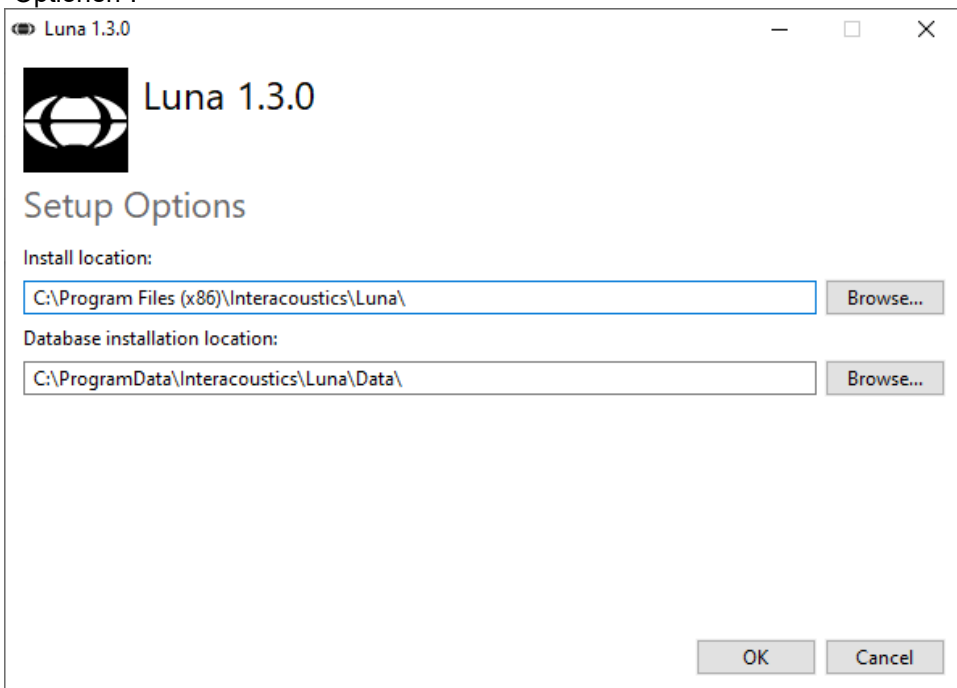 Luna 1.3.0
Luna 1.3.0
Setup Options
Install location:
C:\Program Files (x86)\Interacoustics\Luna\
Browse...
Database installation location:
C:\ProgramData\Interacoustics\Luna\Data\
Browse...
OK
Cancel